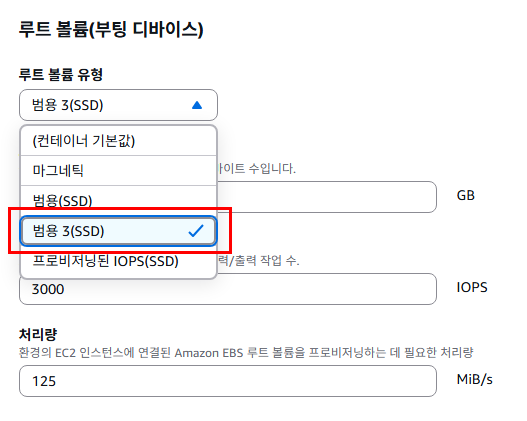 루트 볼륨(부팅 디바이스)
루트 볼륨 유형
범용 3(SSD)
(컨테이너 기본값)
마그네틱
이트 수입니다.
범용(SSD)
GB
범용 3(SSD)
프로비저닝된 IOPS(SSD)
력/출력 작업 수.
3000
IOPS
처리량
환경의 EC2 인스턴스에 연결된 Amazon EBS 루트 볼륨을 프로비저닝하는 데 필요한 처리량
125
MiB/s